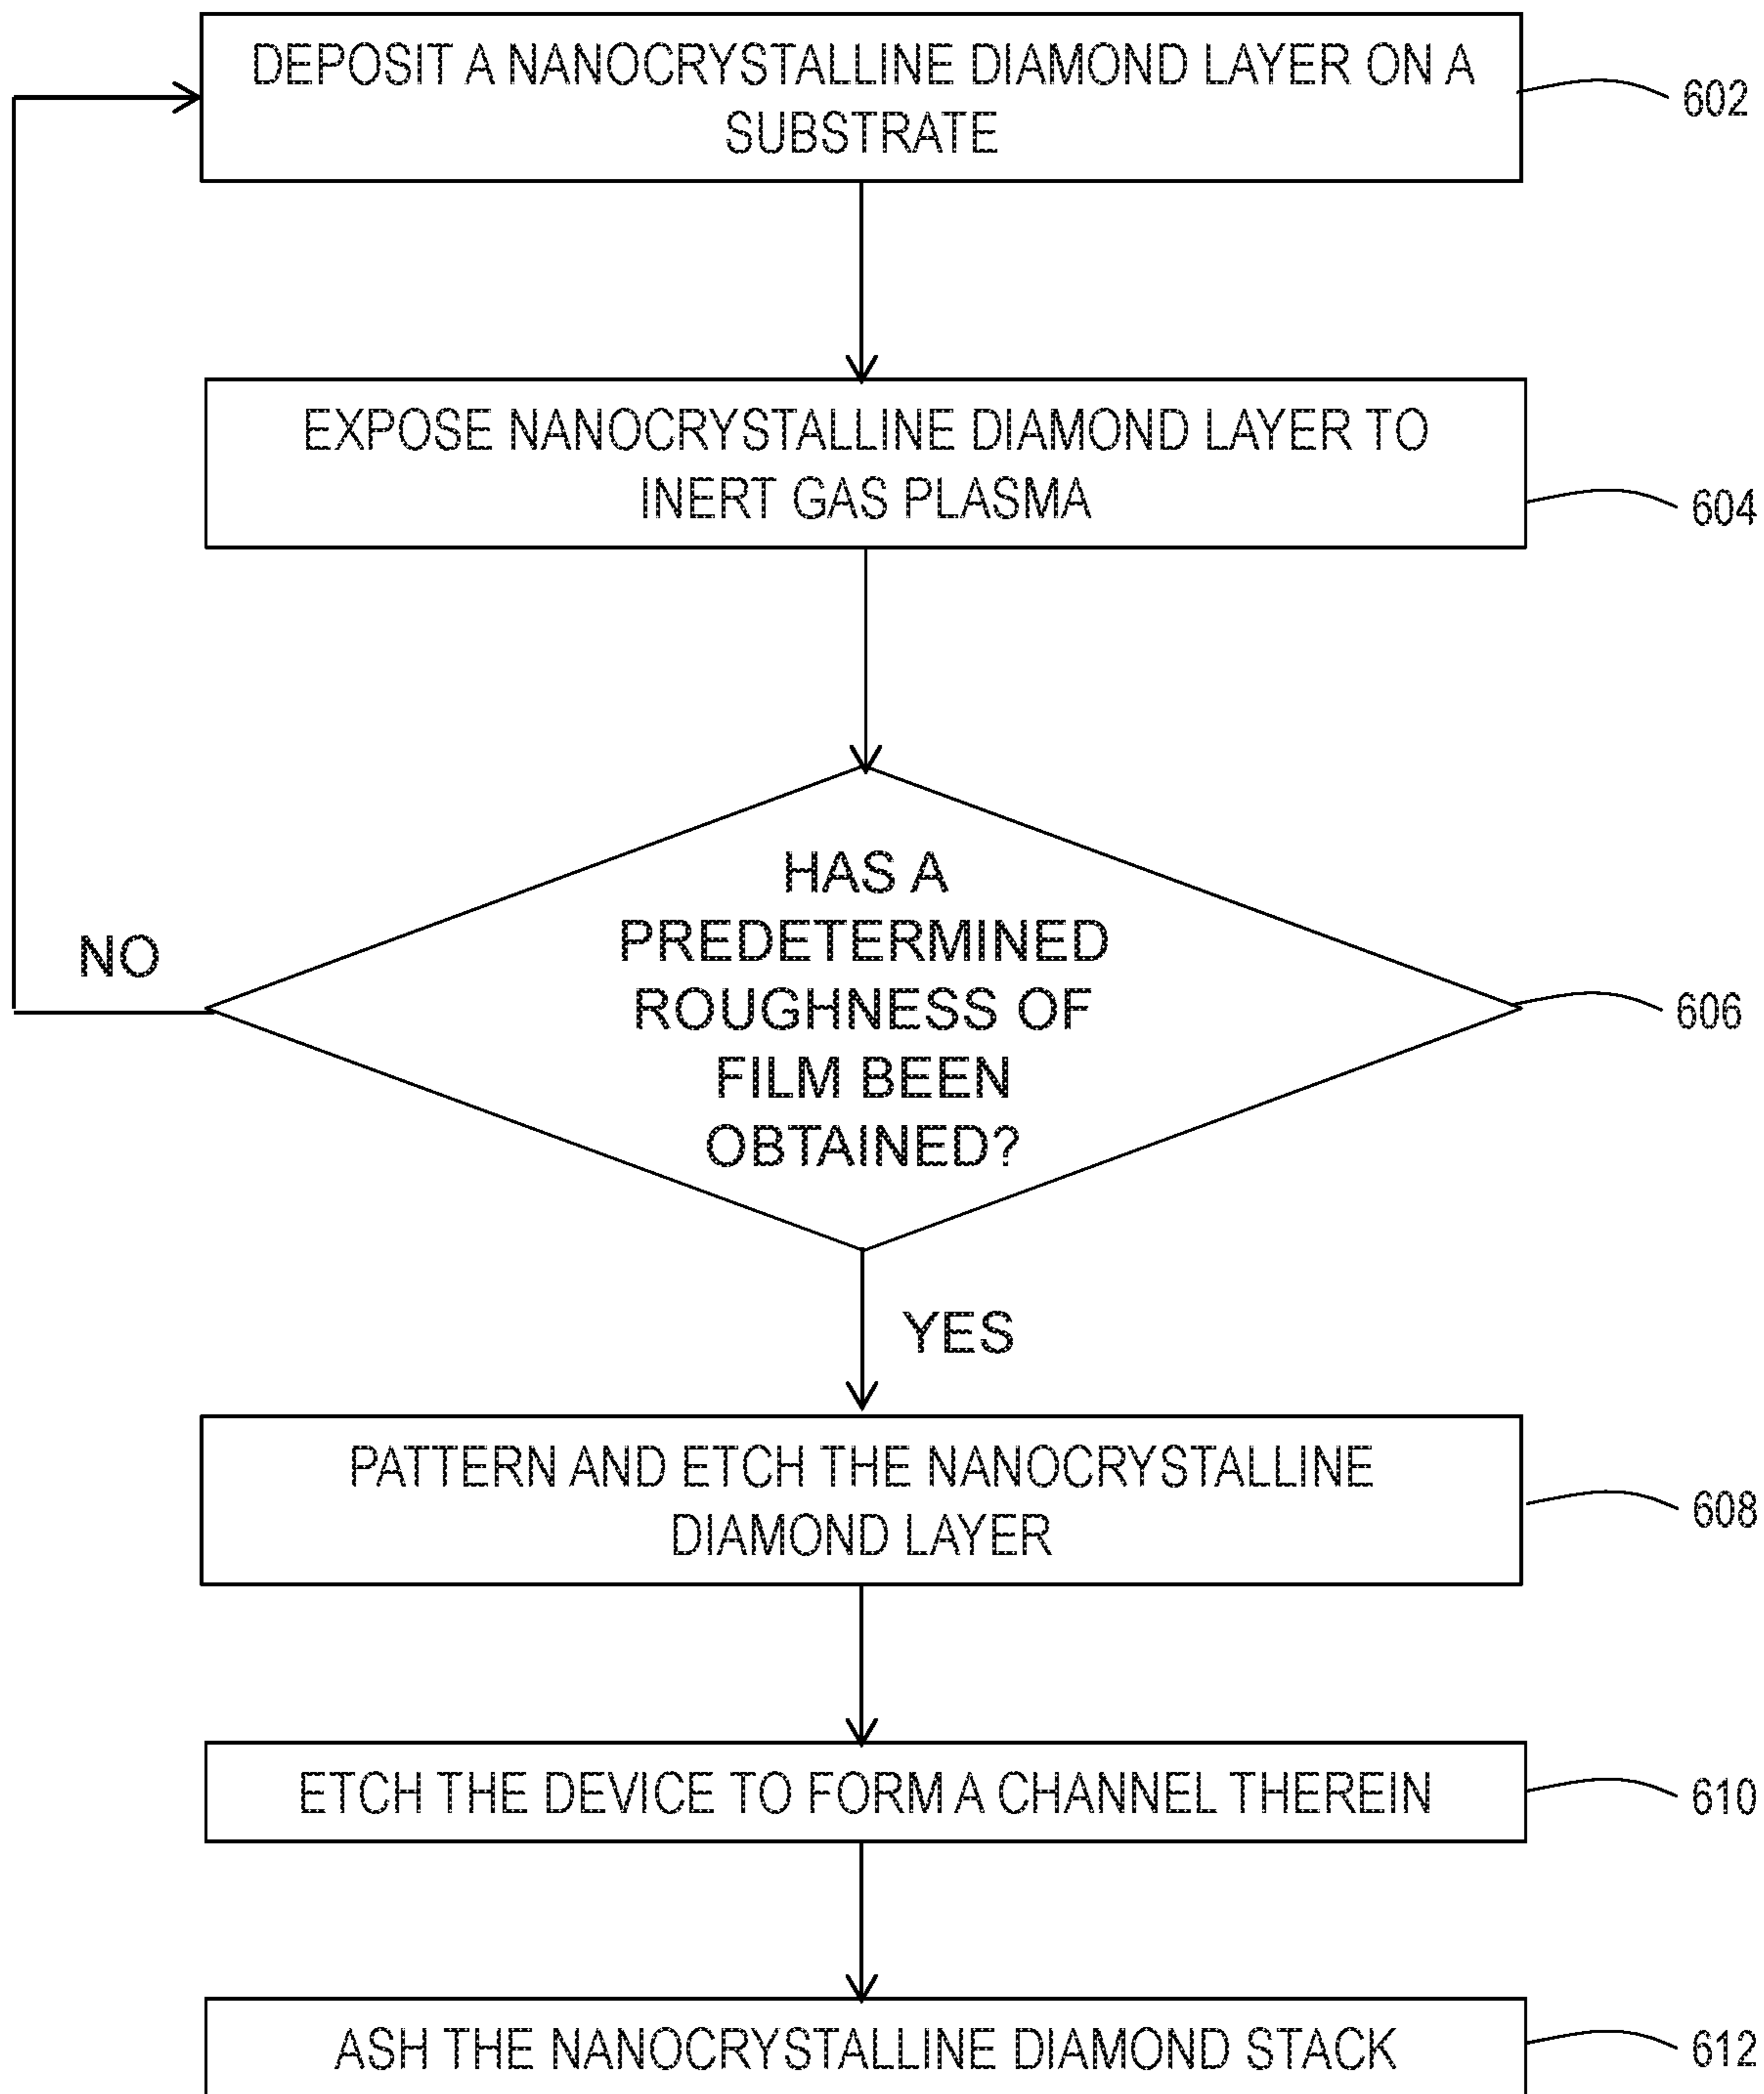 DEPOSIT A NANOCRYSTALLINE DIAMOND LAYER ON A
SUBSTRATE
602
EXPOSE NANOCRYSTALLINE DIAMOND LAYER TO
INERT GAS PLASMA
604
HAS A
PREDETERMINED
ROUGHNESS OF
FILM BEEN
OBTAINED?
NO
606
YES
PATTERN AND ETCH THE NANOCRYSTALLINE
DIAMOND LAYER
608
ETCH THE DEVICE TO FORM A CHANNEL THEREIN
610
ASH THE NANOCRYSTALLINE DIAMOND STACK
612